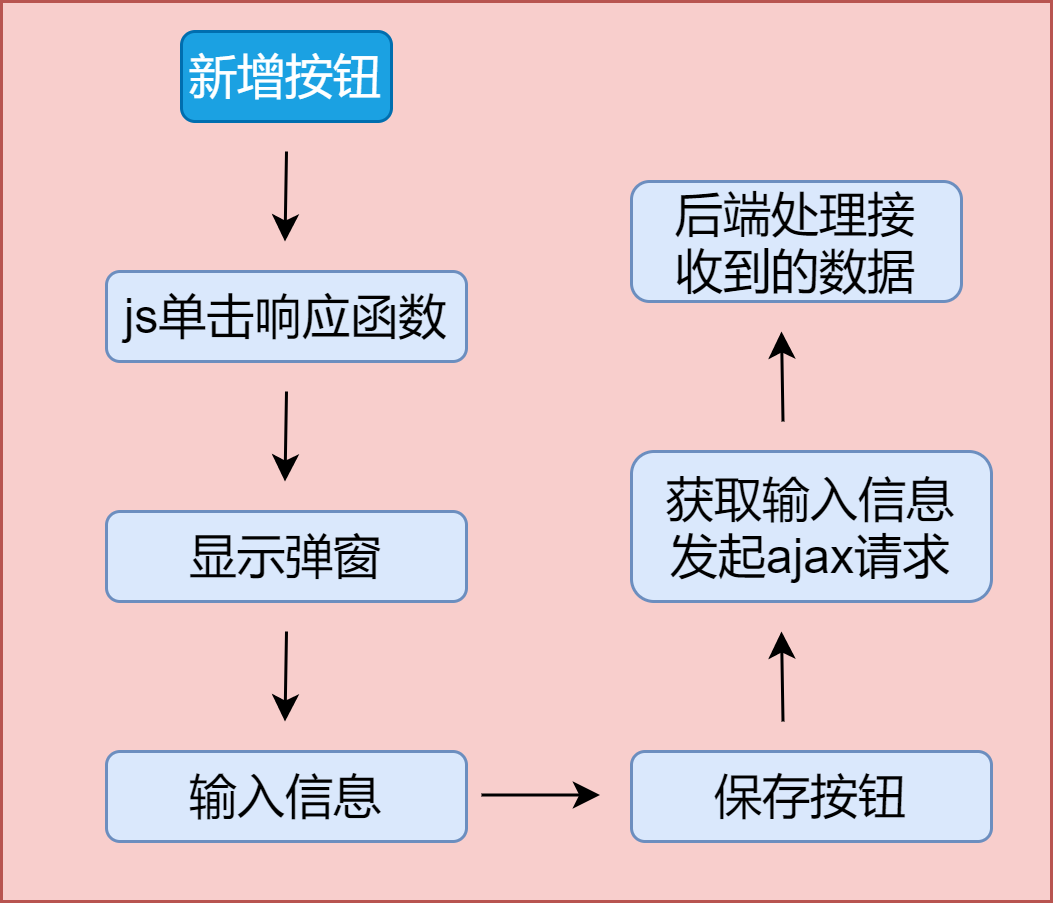 新增按钮
js单击响应函数
显示弹窗
输入信息
保存按钮
获取输入信息
发起ajax请求
后端处理接
收到的数据